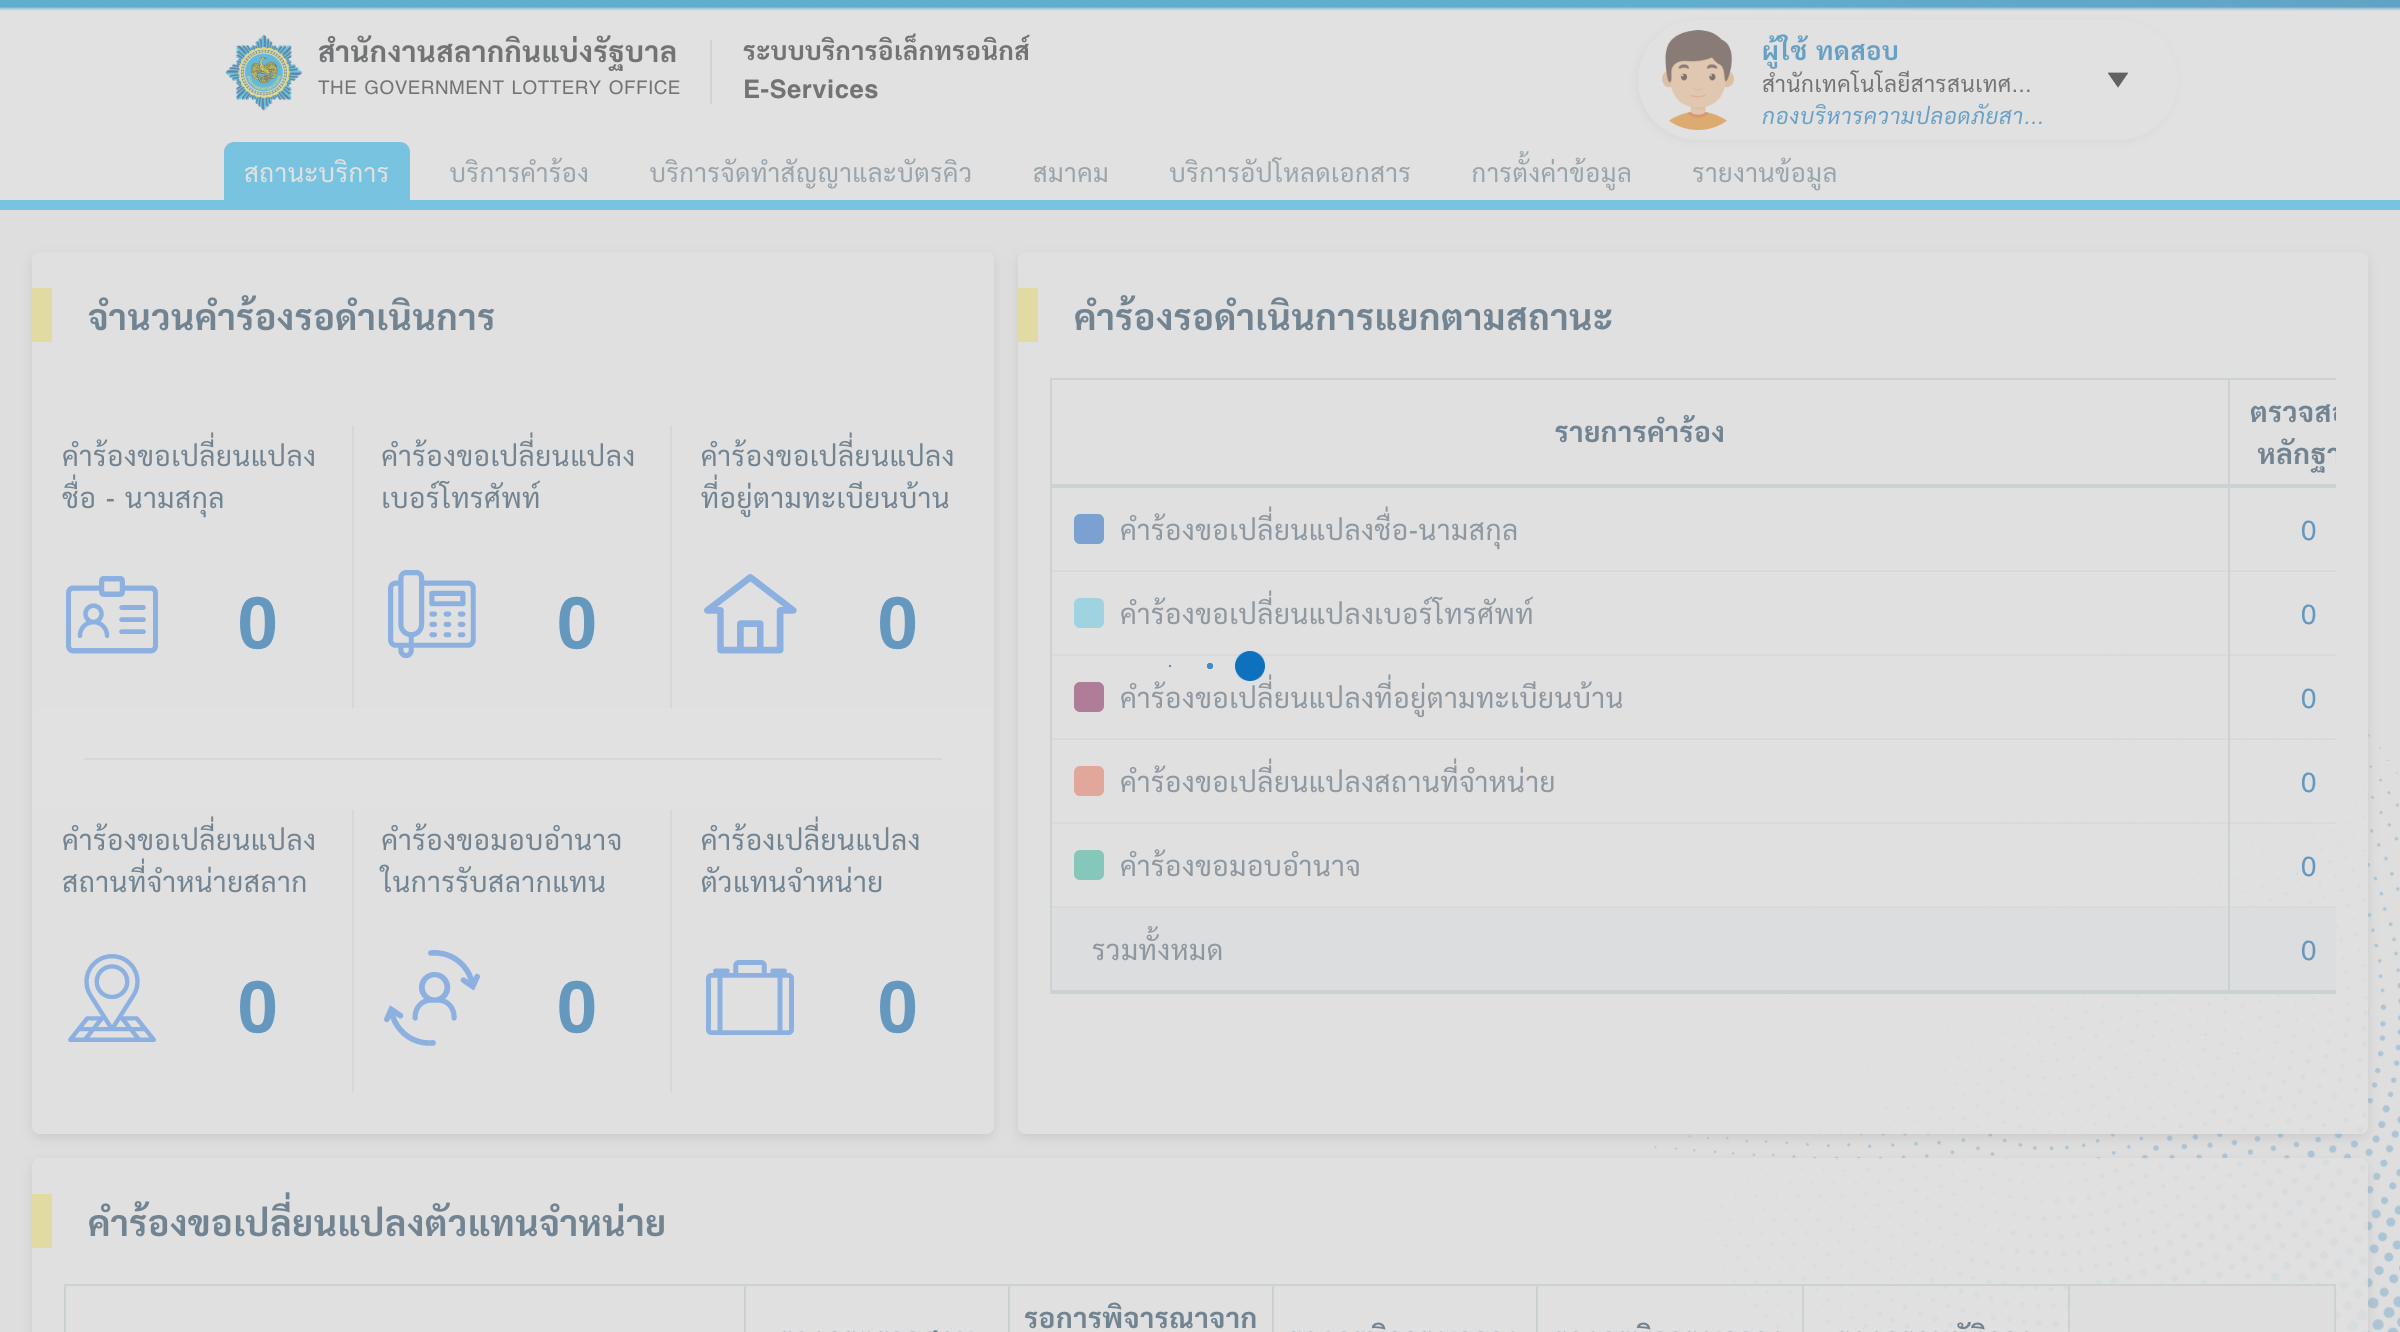 สำนักงานสลากกินแบ่งรัฐบาล
THE GOVERNMENT LOTTERY OFFICE
ระบบบริการอิเล็กทรอนิกส์
E-Services
ผู้ใช้ ทดสอบ
สำนักเทคโนโลยีสารสนเทศ...
กองบริหารความปลอดภัยสา...
สถานะบริการ
บริการคำร้อง
บริการจัดทำสัญญาและบัตรคิว
สมาคม
บริการอัปโหลดเอกสาร
การตั้งค่าข้อมูล
รายงานข้อมูล
จำนวนคำร้องรอดำเนินการ
คำร้องขอเปลี่ยนแปลง
ชื่อ - นามสกุล
0
คำร้องขอเปลี่ยนแปลง
เบอร์โทรศัพท์
0
คำร้องขอเปลี่ยนแปลง
ที่อยู่ตามทะเบียนบ้าน
0
คำร้องขอเปลี่ยนแปลง
สถานที่จำหน่ายสลาก
0
คำร้องขอมอบอำนาจ
ในการรับสลากแทน
0
คำร้องเปลี่ยนแปลง
ตัวแทนจำหน่าย
0
คำร้องรอดำเนินการแยกตามสถานะ
รายการคำร้อง
คำร้องขอเปลี่ยนแปลงชื่อ-นามสกุล 0
คำร้องขอเปลี่ยนแปลงเบอร์โทรศัพท์ 0
คำร้องขอเปลี่ยนแปลงที่อยู่ตามทะเบียนบ้าน 0
คำร้องขอเปลี่ยนแปลงสถานที่จำหน่าย 0
คำร้องขอมอบอำนาจ 0
รวมทั้งหมด 0
คำร้องขอเปลี่ยนแปลงตัวแทนจำหน่าย
รอการพิจารณาจาก